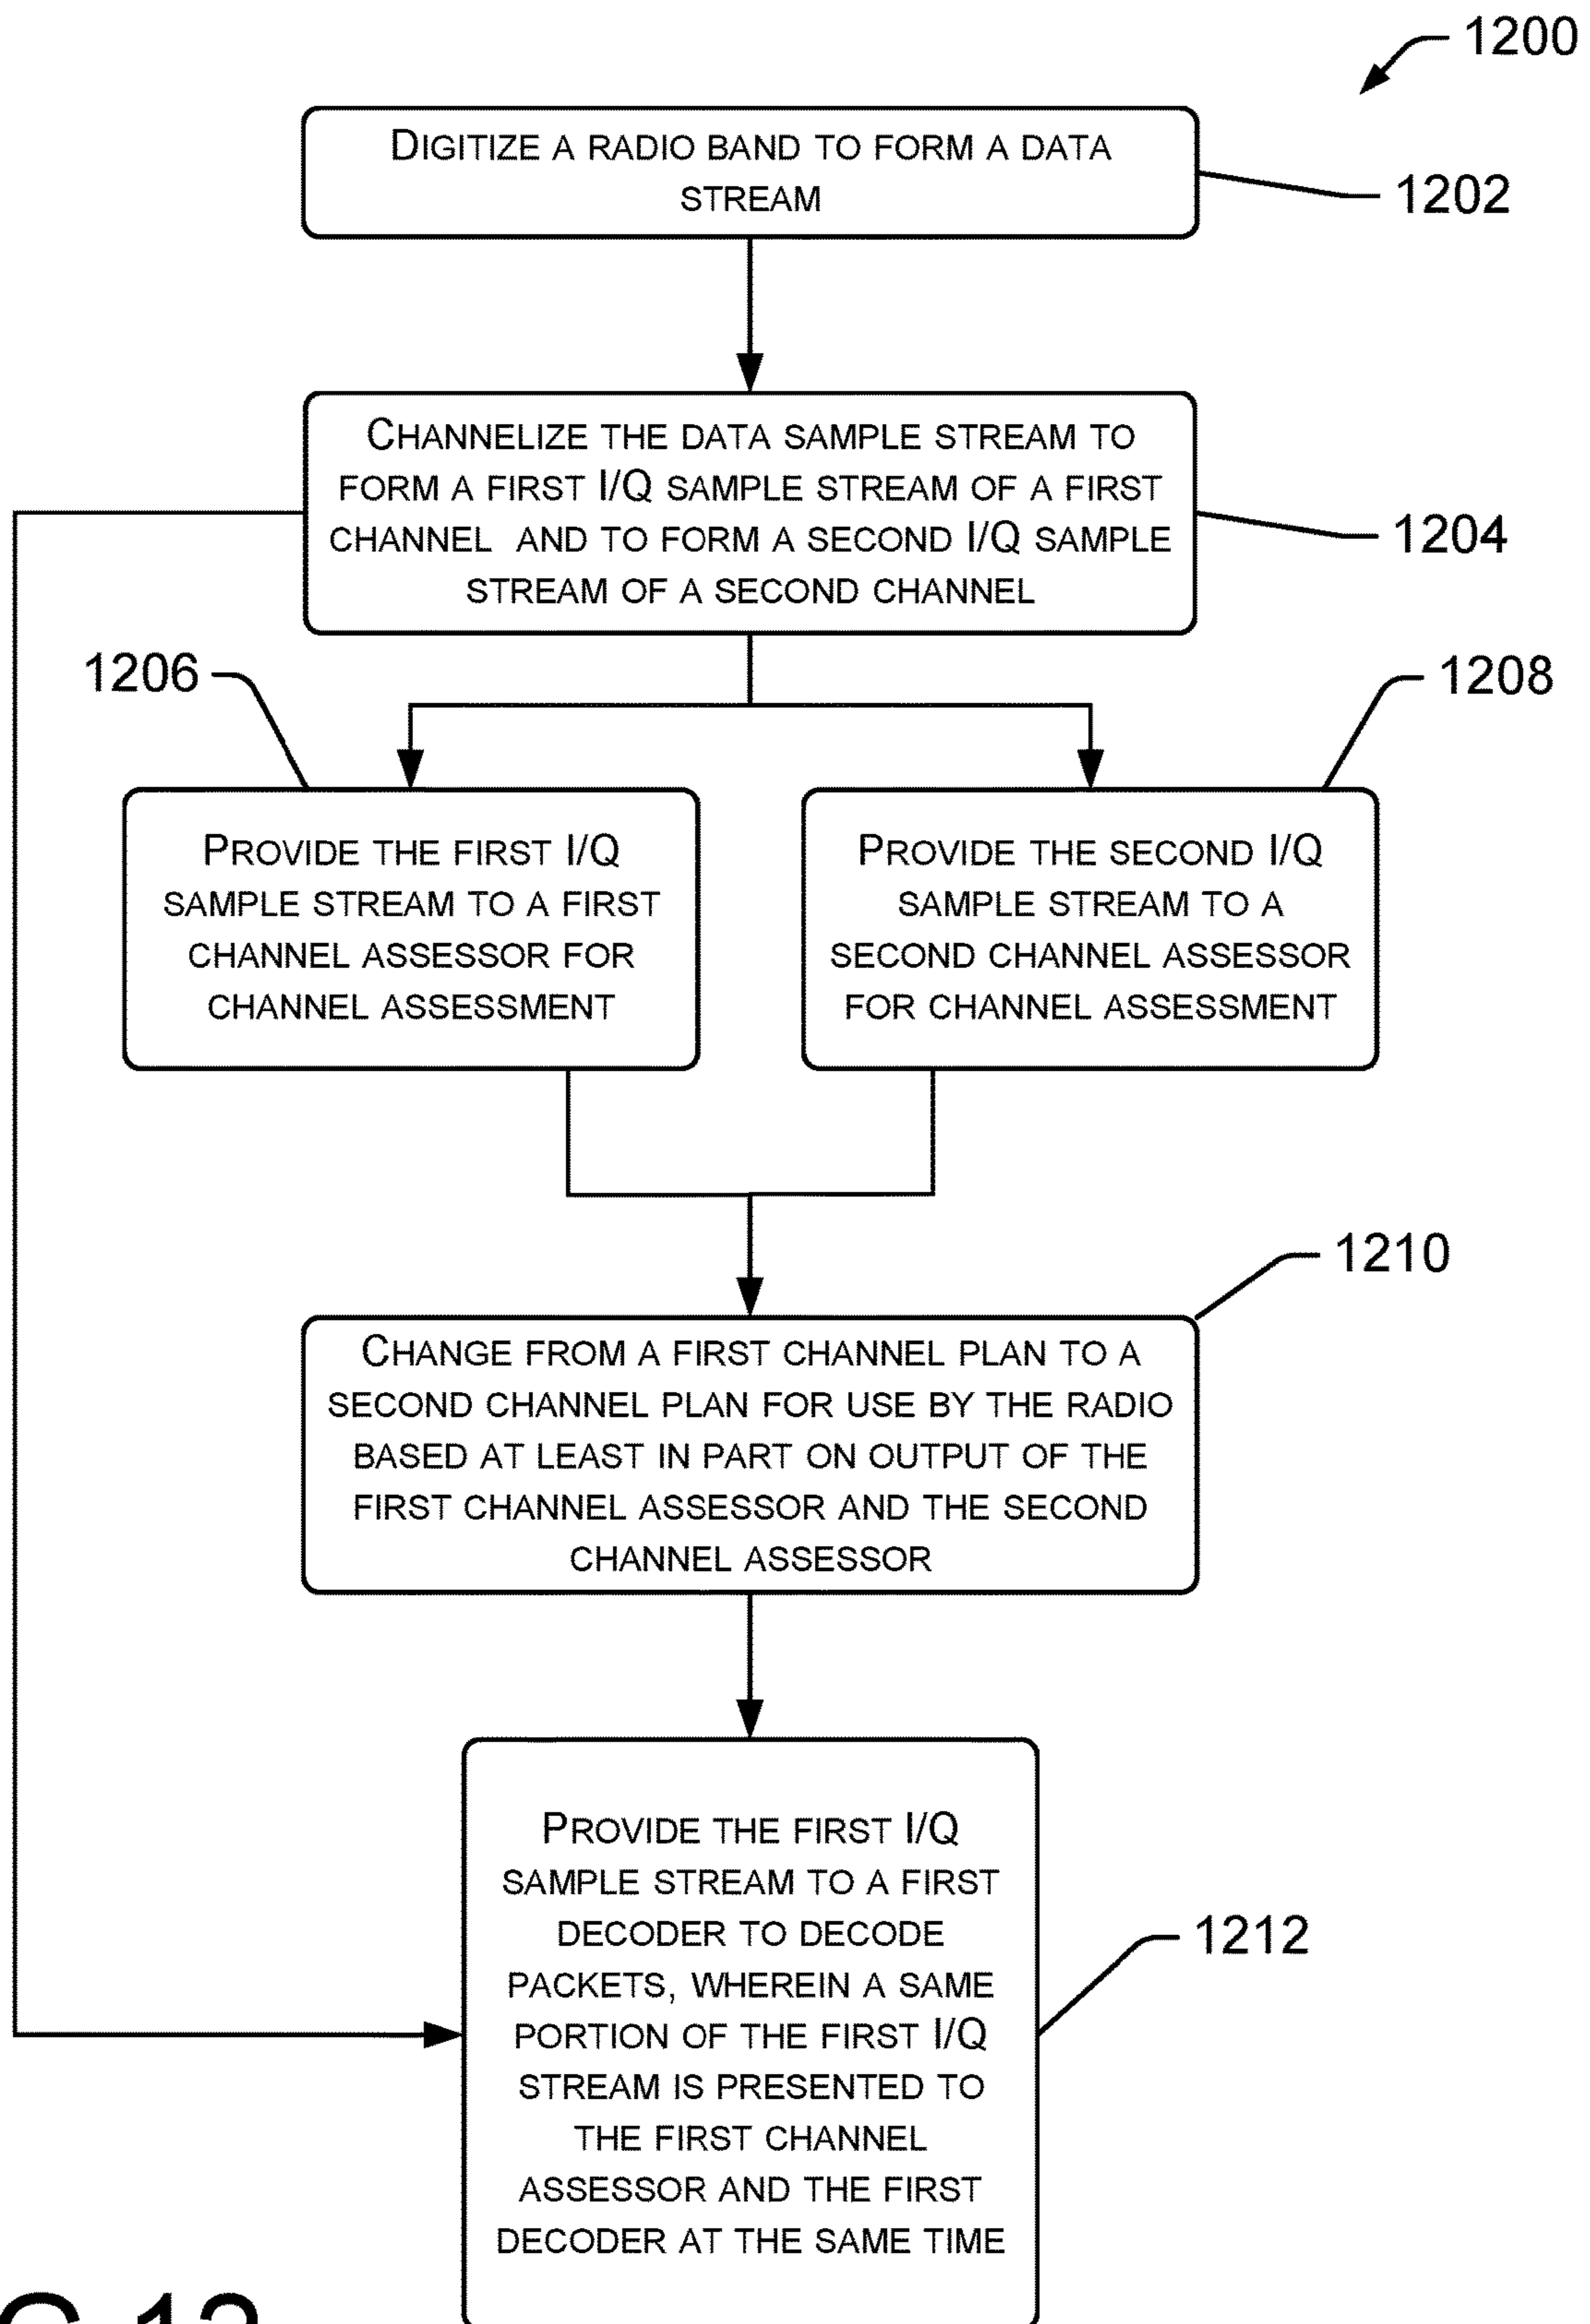 1200
DIGITIZE A RADIO BAND TO FORM A DATA
STREAM
1202
CHANNELIZE THE DATA SAMPLE STREAM TO
FORM A FIRST I/Q SAMPLE STREAM OF A FIRST
CHANNEL AND TO FORM A SECOND I/Q SAMPLE
STREAM OF A SECOND CHANNEL
1204
1206
PROVIDE THE FIRST I/Q
SAMPLE STREAM TO A FIRST
CHANNEL ASSESSOR FOR
CHANNEL ASSESSMENT
1208
PROVIDE THE SECOND I/Q
SAMPLE STREAM TO A
SECOND CHANNEL ASSESSOR
FOR CHANNEL ASSESSMENT
1210
CHANGE FROM A FIRST CHANNEL PLAN TO A
SECOND CHANNEL PLAN FOR USE BY THE RADIO
BASED AT LEAST IN PART ON OUTPUT OF THE
FIRST CHANNEL ASSESSOR AND THE SECOND
CHANNEL ASSESSOR
PROVIDE THE FIRST I/Q
SAMPLE STREAM TO A FIRST
DECODER TO DECODE
PACKETS, WHEREIN A SAME
PORTION OF THE FIRST I/Q
STREAM IS PRESENTED TO
THE FIRST CHANNEL
ASSESSOR AND THE FIRST
DECODER AT THE SAME TIME
1212